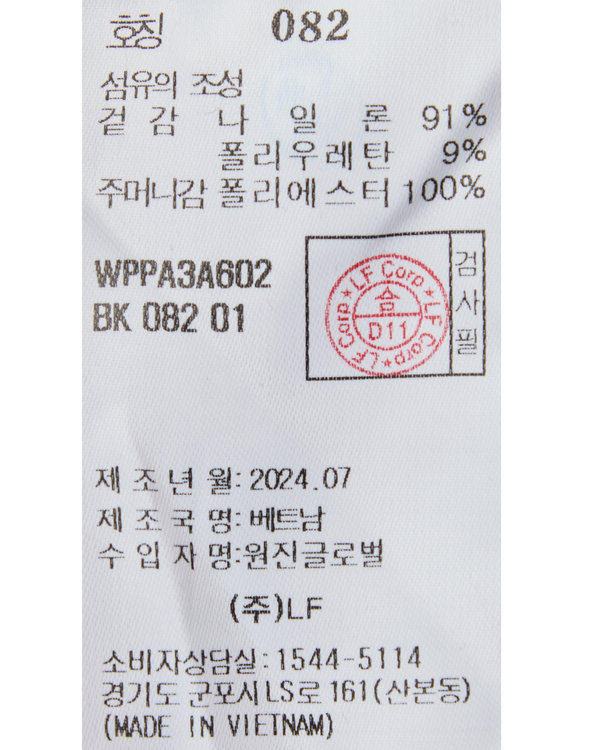 호칭 082
섬유의 조성
겉 감 나 일 론 91%
폴리우레탄 9%
주머니감 폴리에스터 100%
WPPA3A602
BK 082 01
검사필
LF Corp ★ LF Corp ★ LF Corp ★
合
D11
제 조 년 월: 2024.07
제 조 국 명: 베트남
수 입 자 명:원진글로벌
(주)LF
소비자상담실:1544-5114
경기도 군포시 LS로 161(산본동)
(MADE IN VIETNAM)